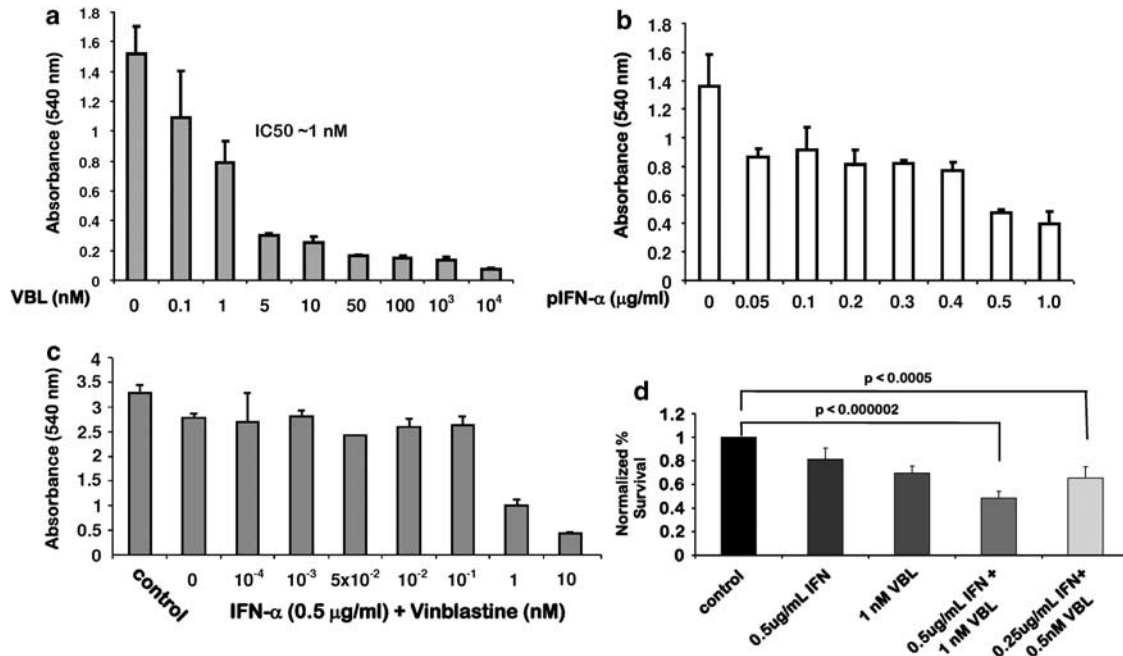 a
1.8
1.6
1.4
1.2
1
0.8
0.6
0.4
0.2
0
Absorbance (540 nm)
IC50 ~1 nM
VBL (nM)
0 0.1 1 5 10 50 100 10³ 10⁴
b
1.8
1.6
1.4
1.2
1
0.8
0.6
0.4
0.2
0
Absorbance (540 nm)
pIFN-α (μg/ml)
0 0.05 0.1 0.2 0.3 0.4 0.5 1.0
c
4
3.5
3
2.5
2
1.5
1
0.5
0
Absorbance (540 nm)
control 0 10⁻⁴ 10⁻³ 5x10⁻² 10⁻² 10⁻¹ 1 10
IFN-α (0.5 μg/ml) + Vinblastine (nM)
d
p < 0.0005
p < 0.000002
1.2
1
0.8
0.6
0.4
0.2
0
Normalized %
Survival
control
0.5ug/mL IFN
1 nM VBL
0.5ug/mL IFN +
1 nM VBL
0.25ug/mL IFN+
0.5nM VBL